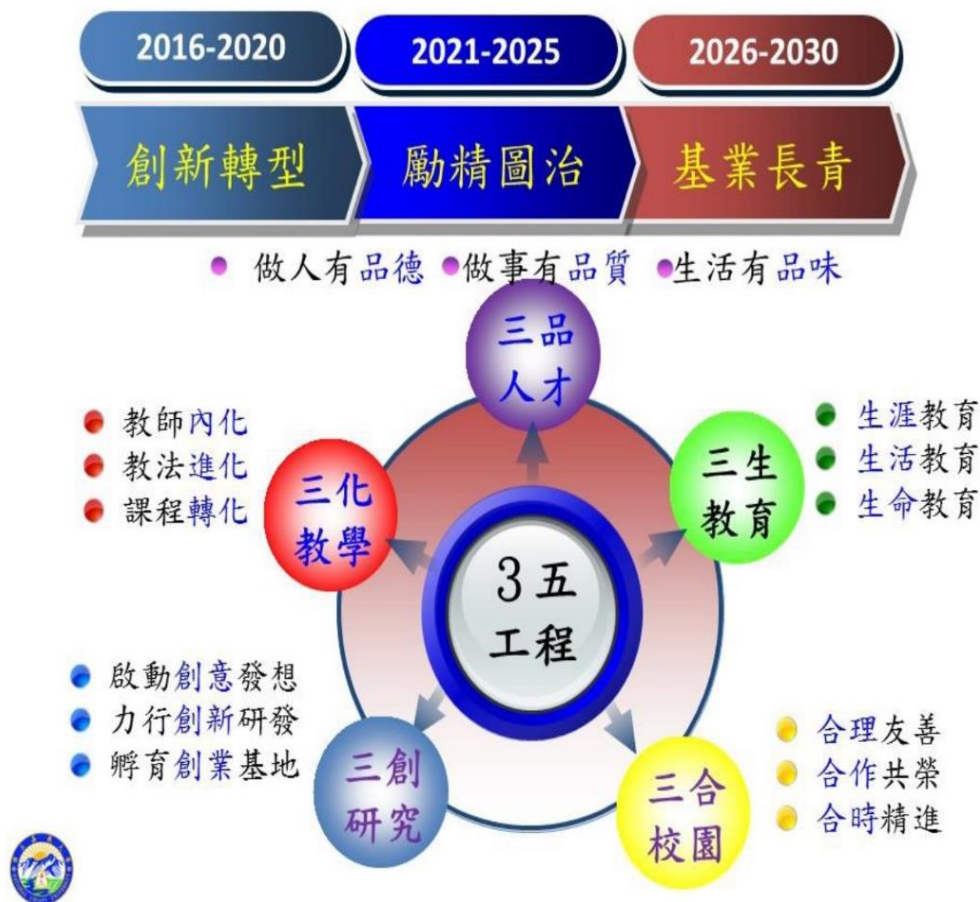 2016-2020
2021-2025
2026-2030
創新轉型
勵精圖治
基業長青
做人有品德
做事有品質
生活有品味
三品
人才
教師內化
教法進化
課程轉化
三化
教學
三生
教育
生涯教育
生活教育
生命教育
3五
工程
啟動創意發想
力行創新研發
孵育創業基地
三創
研究
三合
校園
合理友善
合作共榮
合時精進